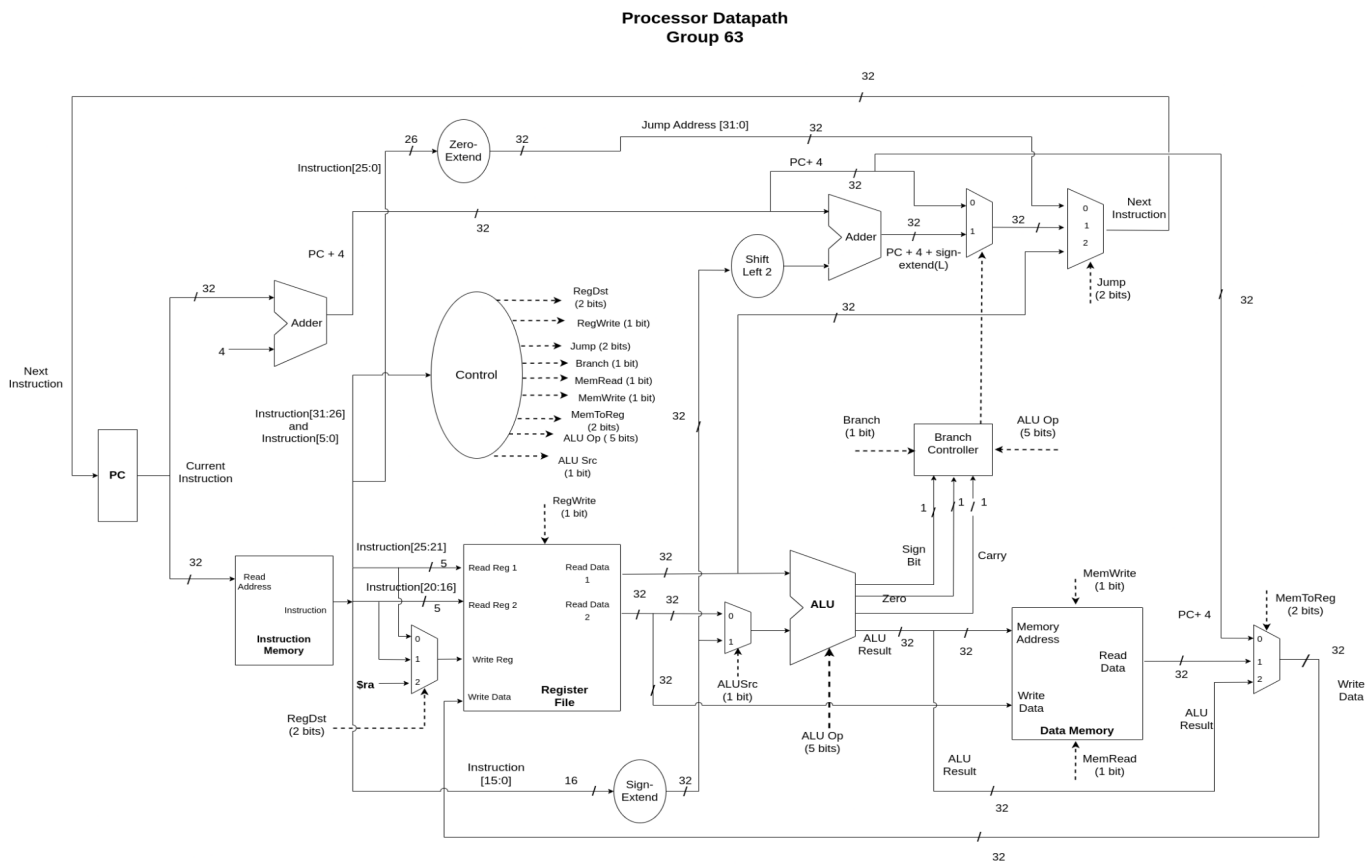 Processor Datapath
Group 63
32
Jump Address [31:0]
32
26
Zero-
Extend
32
Instruction[25:0]
PC+ 4
32
32
PC + 4
Adder
32
PC + 4 + sign-
extend(L)
0
1
32
0
1
2
Next
Instruction
Jump
(2 bits)
32
32
Shift
Left 2
32
32
Adder
4
Control
RegDst
(2 bits)
RegWrite (1 bit)
Jump (2 bits)
Branch (1 bit)
MemRead (1 bit)
MemWrite (1 bit)
MemToReg
(2 bits)
ALU Op ( 5 bits)
ALU Src
(1 bit)
Next
Instruction
Instruction[31:26]
and
Instruction[5:0]
32
Branch
(1 bit)
Branch
Controller
ALU Op
(5 bits)
PC
Current
Instruction
RegWrite
(1 bit)
1
1
1
Sign
Bit
Carry
Zero
32
Read
Address
Instruction
Instruction
Memory
Instruction[25:21]
5
Instruction[20:16]
5
0
1
2
$ra
RegDst
(2 bits)
Read Reg 1
Read Reg 2
Write Reg
Write Data
Read Data
1
Read Data
2
Register
File
32
32
32
0
1
ALUSrc
(1 bit)
32
ALU
ALU Op
(5 bits)
ALU
Result
32
32
MemWrite
(1 bit)
Memory
Address
Read
Data
Write
Data
Data Memory
MemRead
(1 bit)
PC+ 4
MemToReg
(2 bits)
0
1
2
32
32
Write
Data
ALU
Result
ALU
Result
32
Instruction
[15:0]
16
Sign-
Extend
32
32